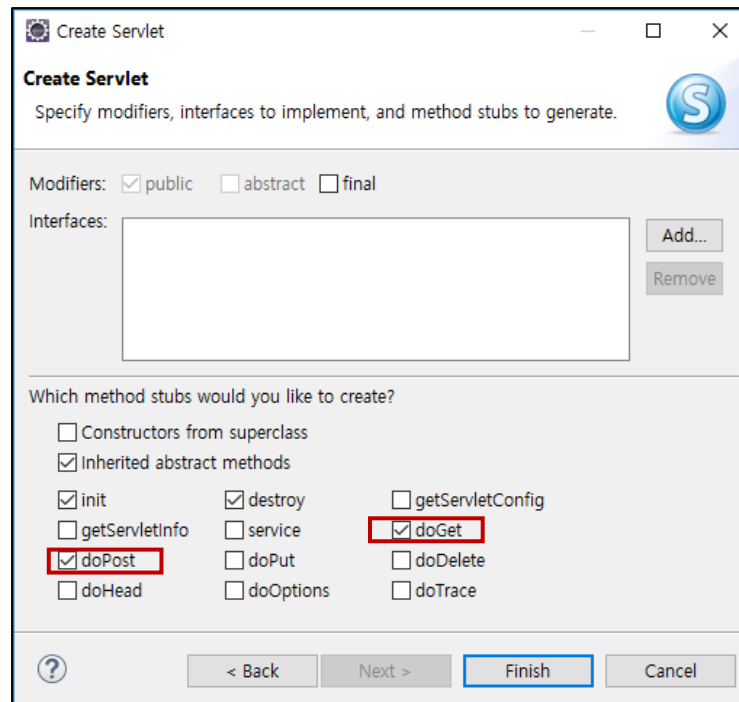 Create Servlet
Create Servlet
Specify modifiers, interfaces to implement, and method stubs to generate.
S
Modifiers: public abstract final
Interfaces:
Add...
Remove
Which method stubs would you like to create?
Constructors from superclass
Inherited abstract methods
init destroy getServletConfig
getServletInfo service doGet
doPost doPut doDelete
doHead doOptions doTrace
? < Back Next > Finish Cancel